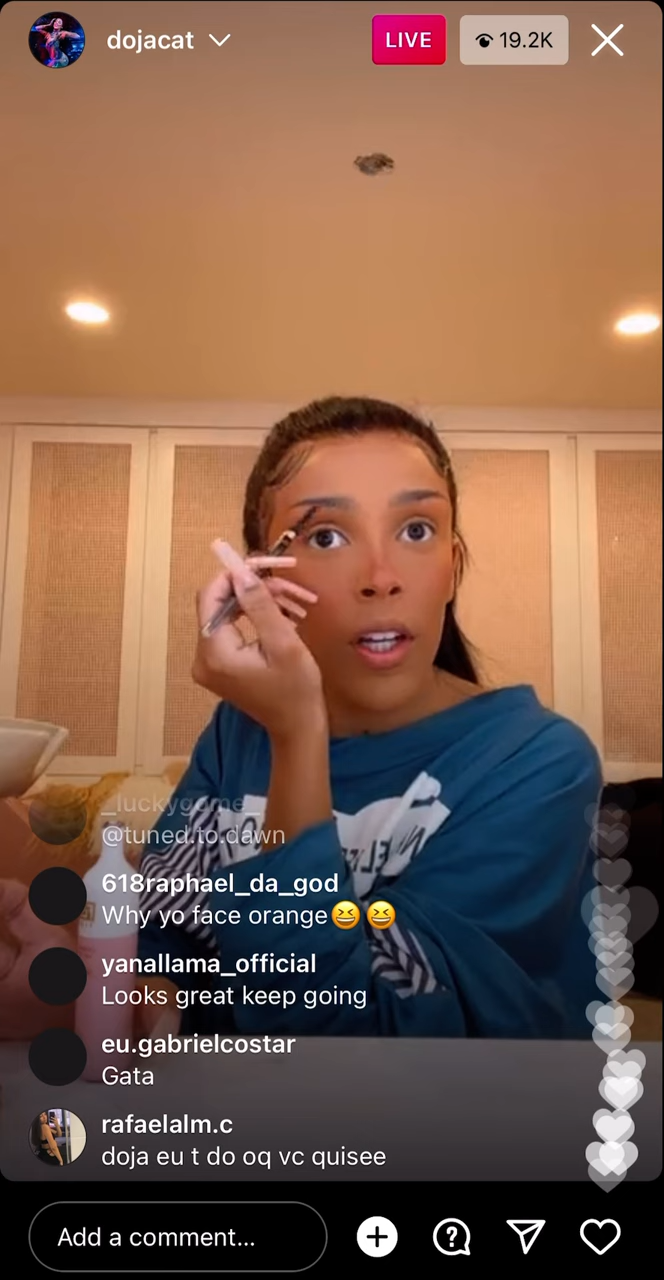 dojacat
LIVE
19.2K
_luckygame_
@tuned.to.dawn
618raphael_da_god
Why yo face orange😆😆
yanallama_official
Looks great keep going
eu.gabrielcostar
Gata
rafaelalm.c
doja eu t do oq vc quisee
Add a comment...